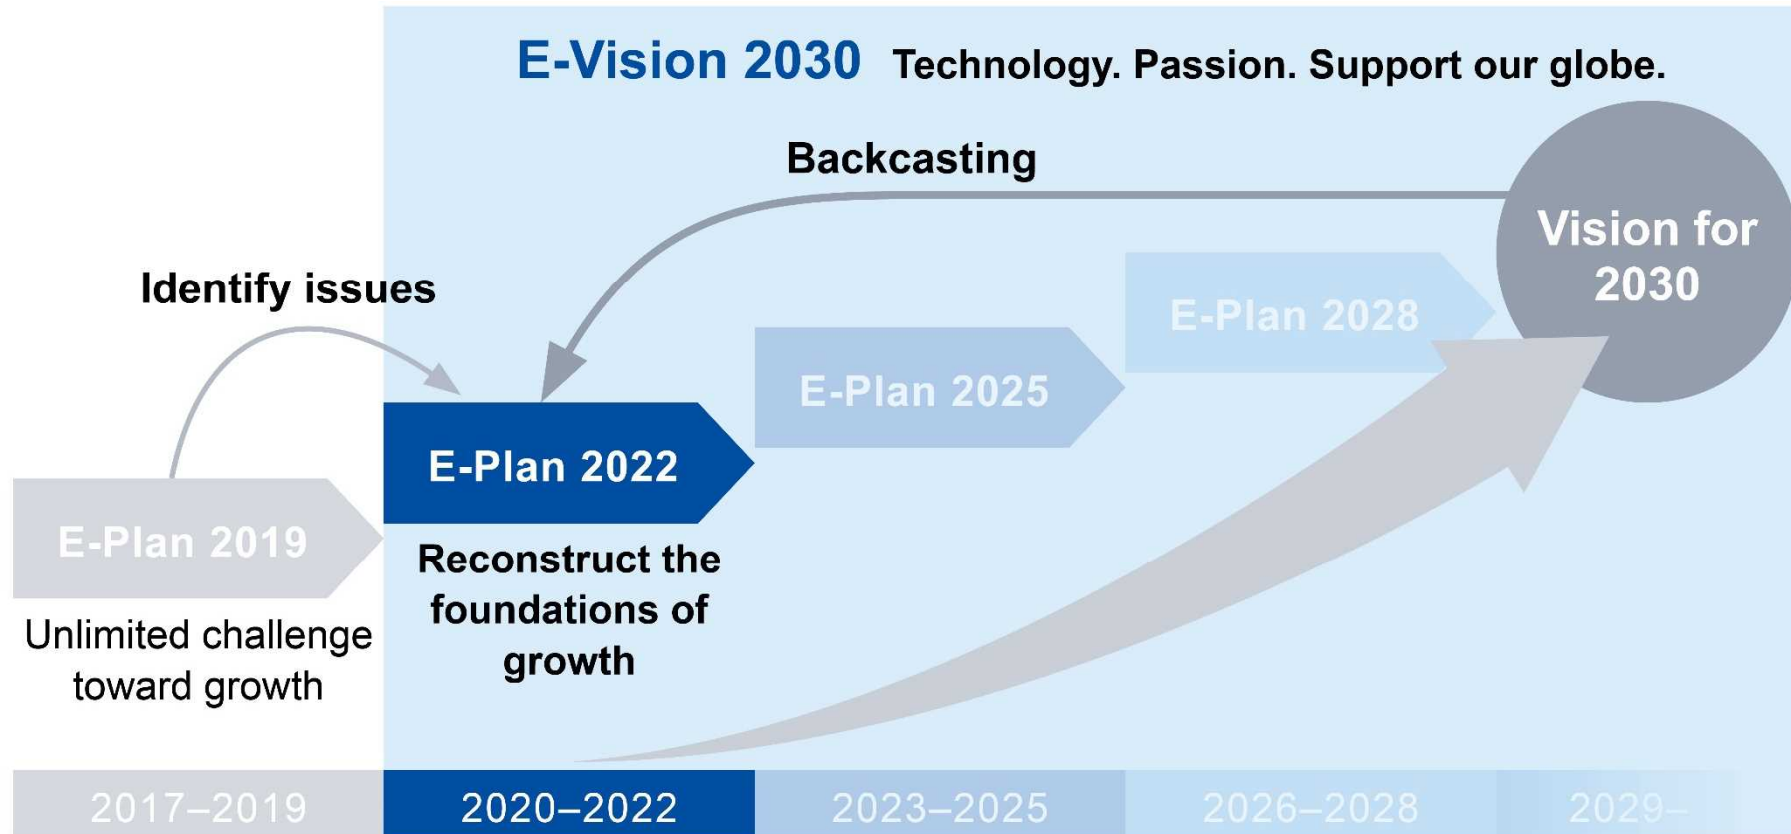 E-Vision 2030 Technology. Passion. Support our globe.
Backcasting
Vision for
2030
Identify issues
E-Plan 2028
E-Plan 2025
E-Plan 2022
E-Plan 2019
Reconstruct the
foundations of
growth
Unlimited challenge
toward growth
2017–2019
2020–2022
2023–2025
2026–2028
2029–